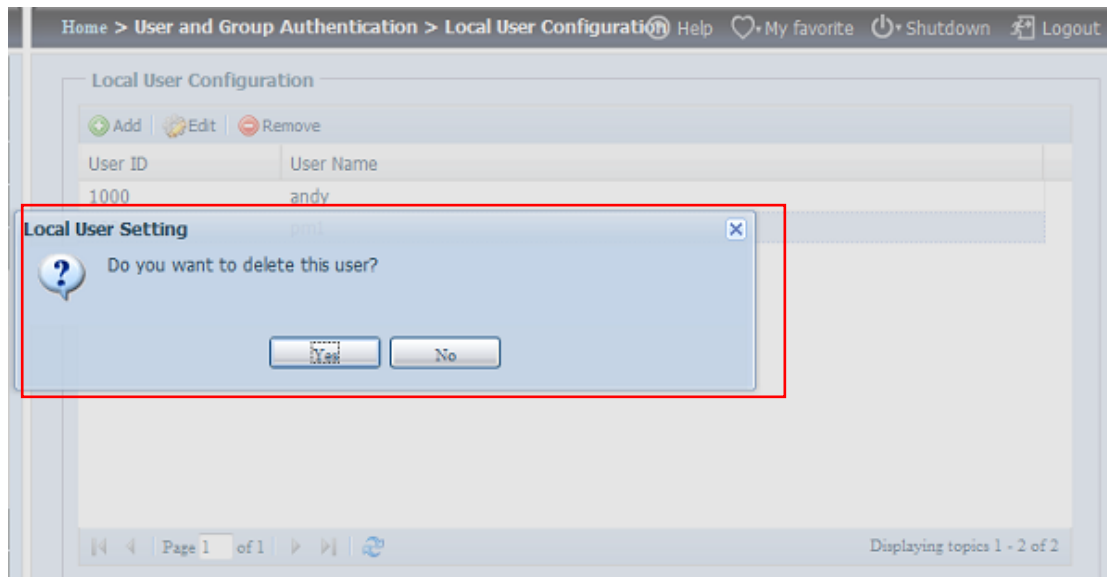 Home > User and Group Authentication > Local User Configuration Help My favorite Shutdown Logout
Local User Configuration
Add Edit Remove
User ID User Name
1000 andy
Local User Setting pm1
Do you want to delete this user?
Yes No
Page 1 of 1 Displaying topics 1 - 2 of 2